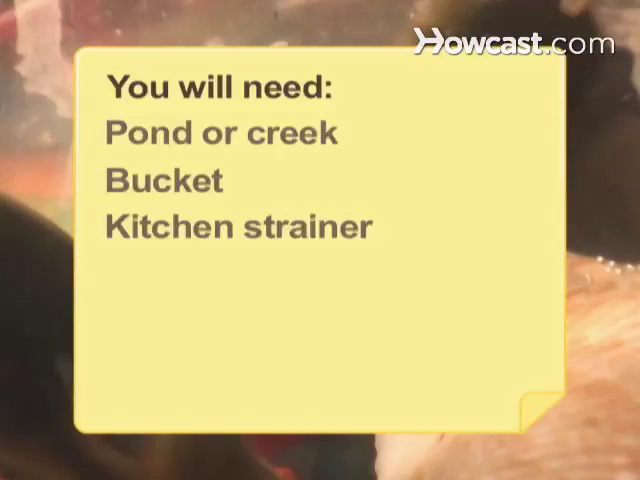 Howcast.com
You will need:
Pond or creek
Bucket
Kitchen strainer